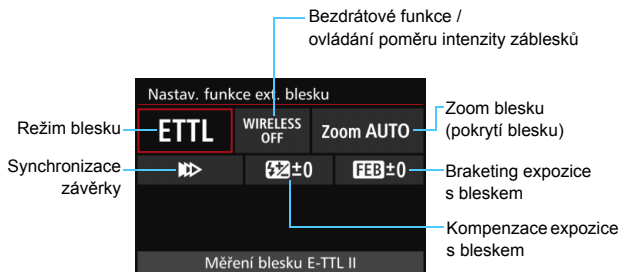 Bezdrátové funkce /
ovládání poměru intenzity záblesků
Nastav. funkce ext. blesku
Režim blesku
ETTL
WIRELESS
OFF
Zoom AUTO
Zoom blesku
(pokrytí blesku)
Synchronizace
závěrky
±0
FEB ±0
Braketing expozice
s bleskem
Kompenzace expozice
s bleskem
Měření blesku E-TTL II